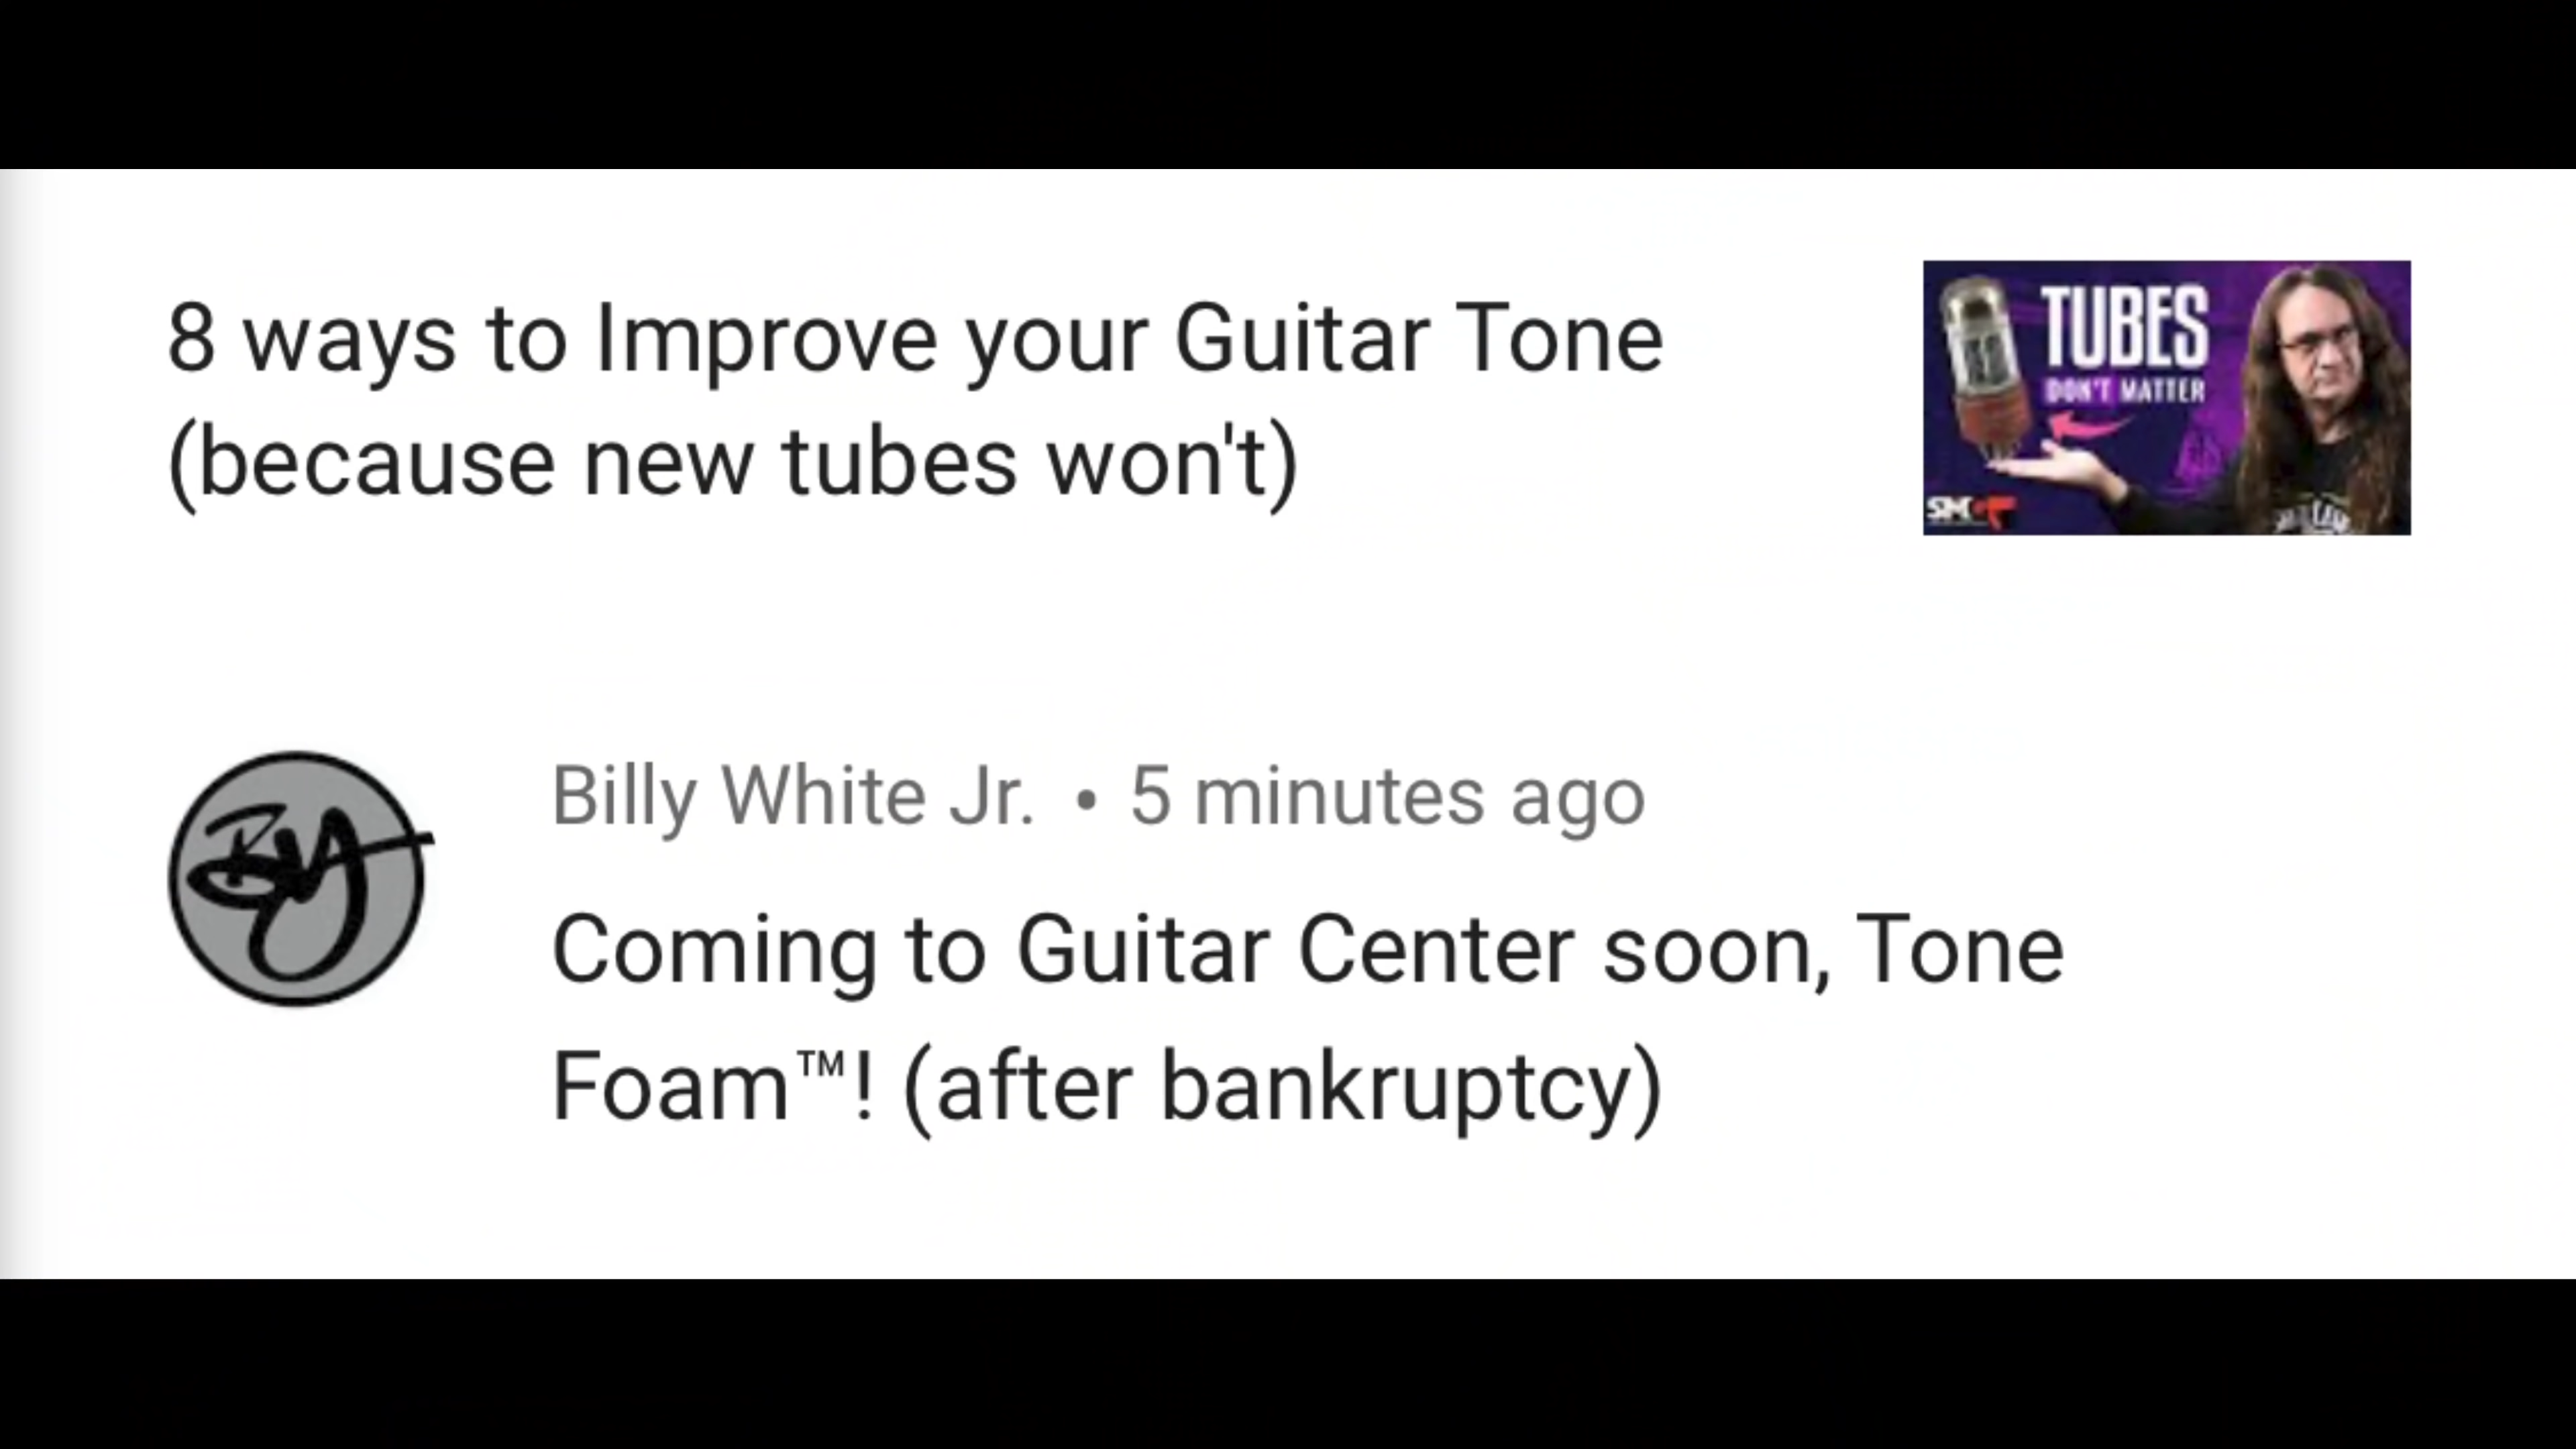 8 ways to Improve your Guitar Tone
(because new tubes won't)
TUBES
DON'T MATTER
Billy White Jr. • 5 minutes ago
Coming to Guitar Center soon, Tone
Foam™! (after bankruptcy)